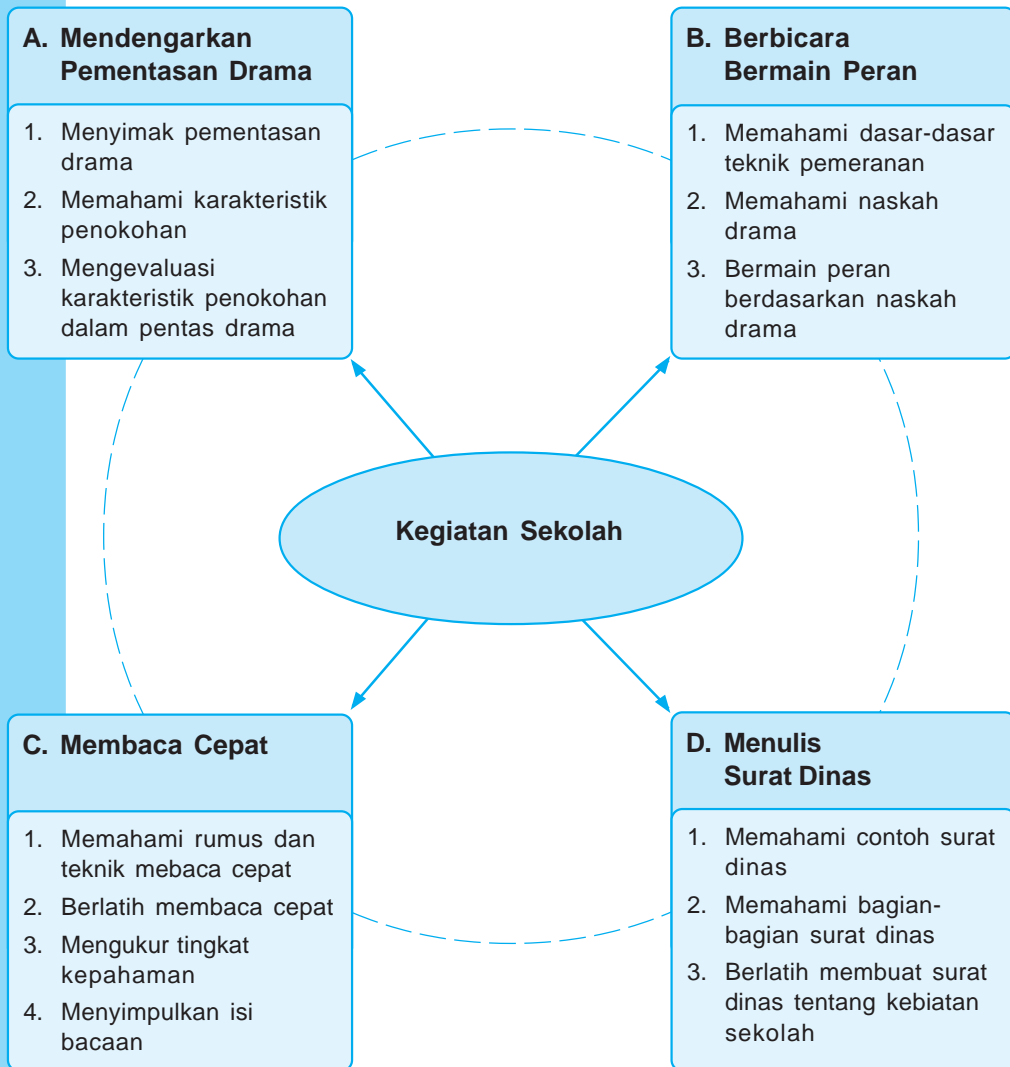 A. Mendengarkan
Pementasan Drama
1. Menyimak pementasan
drama
2. Memahami karakteristik
penokohan
3. Mengevaluasi
karakteristik penokohan
dalam pentas drama
B. Berbicara
Bermain Peran
1. Memahami dasar-dasar
teknik pemeranan
2. Memahami naskah
drama
3. Bermain peran
berdasarkan naskah
drama
Kegiatan Sekolah
C. Membaca Cepat
1. Memahami rumus dan
teknik mebaca cepat
2. Berlatih membaca cepat
3. Mengukur tingkat
kepahaman
4. Menyimpulkan isi
bacaan
D. Menulis
Surat Dinas
1. Memahami contoh surat
dinas
2. Memahami bagian-
bagian surat dinas
3. Berlatih membuat surat
dinas tentang kebiatan
sekolah